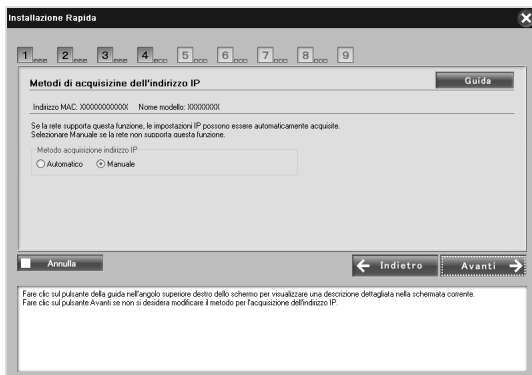 Installazione Rapida
1 2 3 4 5 6 7 8 9
Metodi di acquisizine dell'indirizzo IP
Guida
Indirizzo MAC: XXXXXXXXXXXX Nome modello: XXXXXXXX
Se la rete supporta questa funzione, le impostazioni IP possono essere automaticamente acquisite.
Selezionare Manuale se la rete non supporta questa funzione.
Metodo acquisizione indirizzo IP
Automatico Manuale
Annulla
Indietro
Avanti
Fare clic sul pulsante della guida nell'angolo superiore destro dello schermo per visualizzare una descrizione dettagliata nella schermata corrente.
Fare clic sul pulsante Avanti se non si desidera modificare il metodo per l'acquisizione dell'indirizzo IP.